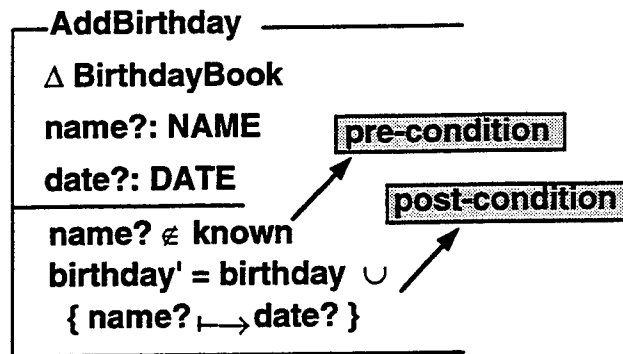 AddBirthday
Δ BirthdayBook
name?: NAME
pre-condition
date?: DATE
post-condition
name? ∉ known
birthday' = birthday ∪
{ name? ⟼ date? }